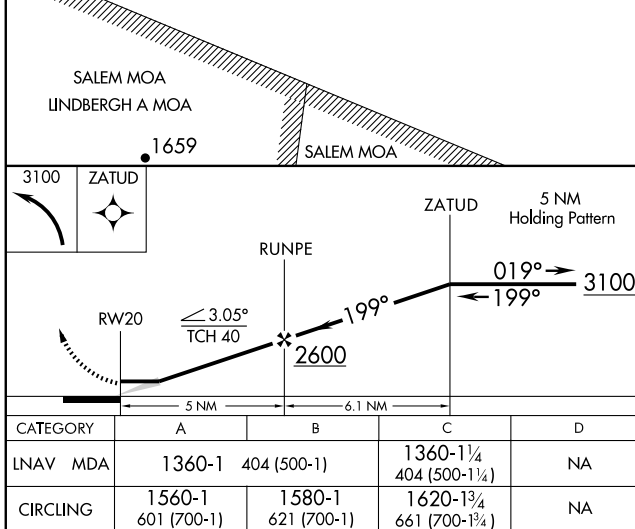 SALEM MOA
LINDBERGH A MOA
1659
SALEM MOA
3100
ZATUD
ZATUD
5 NM
Holding Pattern
RUNPE
019°
3100
199°
199°
RW20
3.05°
TCH 40
2600
5 NM
6.1 NM
CATEGORY A B C D
LNAV MDA 1360-1 404 (500-1) 1360-1¼ 404 (500-1¼) NA
CIRCLING 1560-1 601 (700-1) 1580-1 621 (700-1) 1620-1¾ 661 (700-1¾) NA